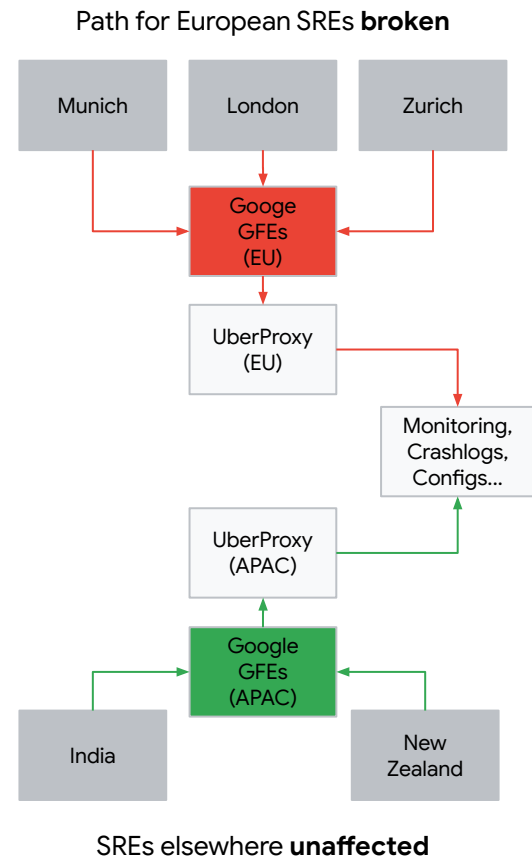 Path for European SREs broken
Munich
London
Zurich
Googe
GFEs
(EU)
UberProxy
(EU)
Monitoring,
Crashlogs,
Configs...
UberProxy
(APAC)
Google
GFEs
(APAC)
India
New
Zealand
SREs elsewhere unaffected